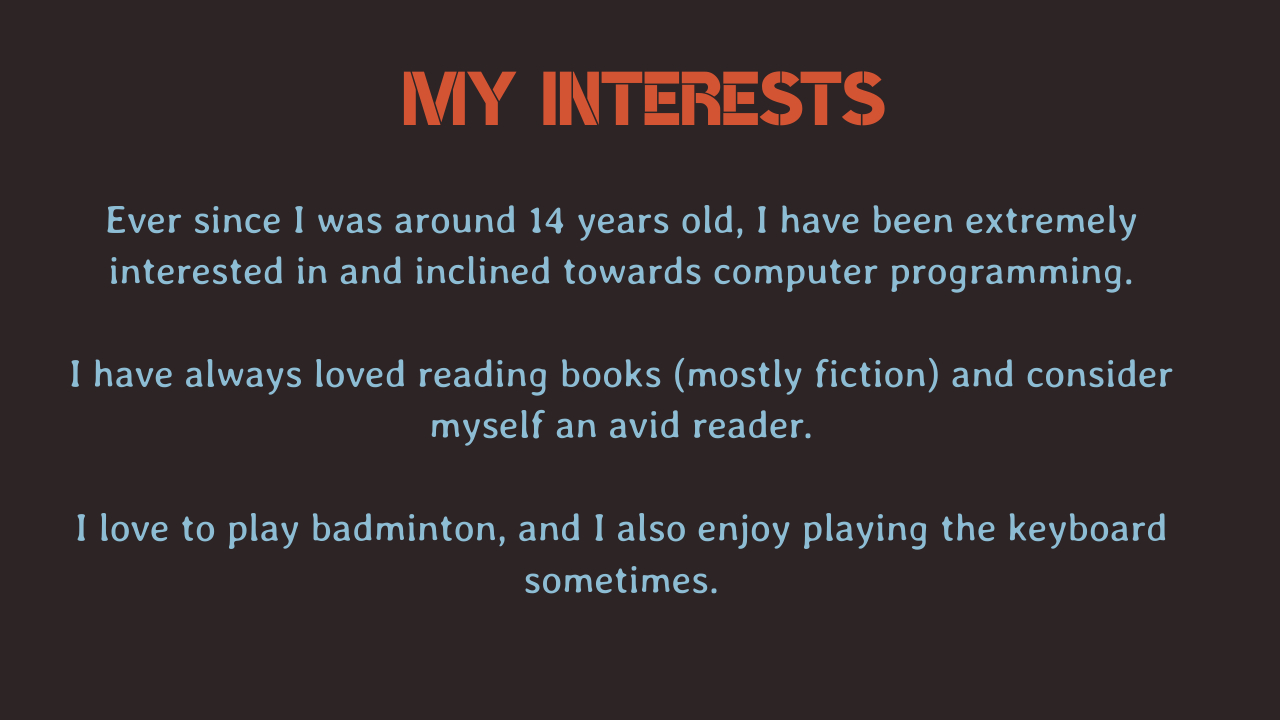 MY INTERESTS
Ever since I was around 14 years old, I have been extremely
interested in and inclined towards computer programming.
I have always loved reading books (mostly fiction) and consider
myself an avid reader.
I love to play badminton, and I also enjoy playing the keyboard
sometimes.